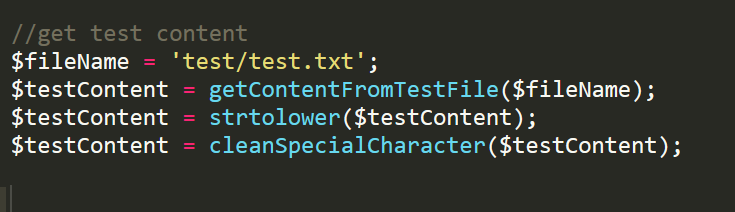 //get test content
$fileName = 'test/test.txt';
$testContent = getContentFromTestFile($fileName);
$testContent = strtolower($testContent);
$testContent = cleanSpecialCharacter($testContent);